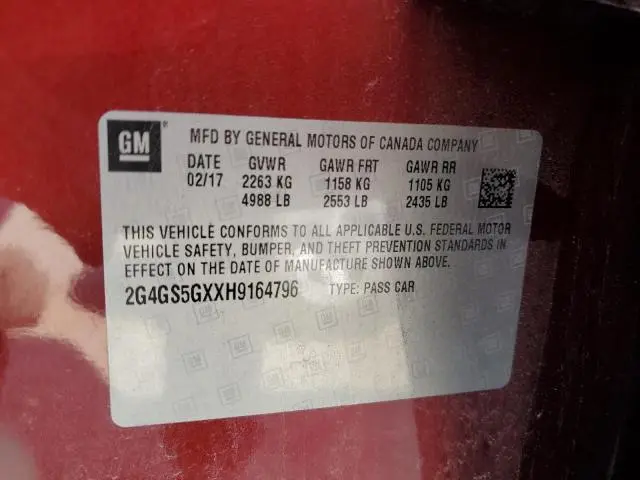 GM ® MFD BY GENERAL MOTORS OF CANADA COMPANY
DATE GVWR GAWR FRT GAWR RR
02/17 2263 KG 1158 KG 1105 KG
4988 LB 2553 LB 2435 LB
THIS VEHICLE CONFORMS TO ALL APPLICABLE U.S. FEDERAL MOTOR
VEHICLE SAFETY, BUMPER, AND THEFT PREVENTION STANDARDS IN
EFFECT ON THE DATE OF MANUFACTURE SHOWN ABOVE.
2G4GS5GXXH9164796 TYPE: PASS CAR